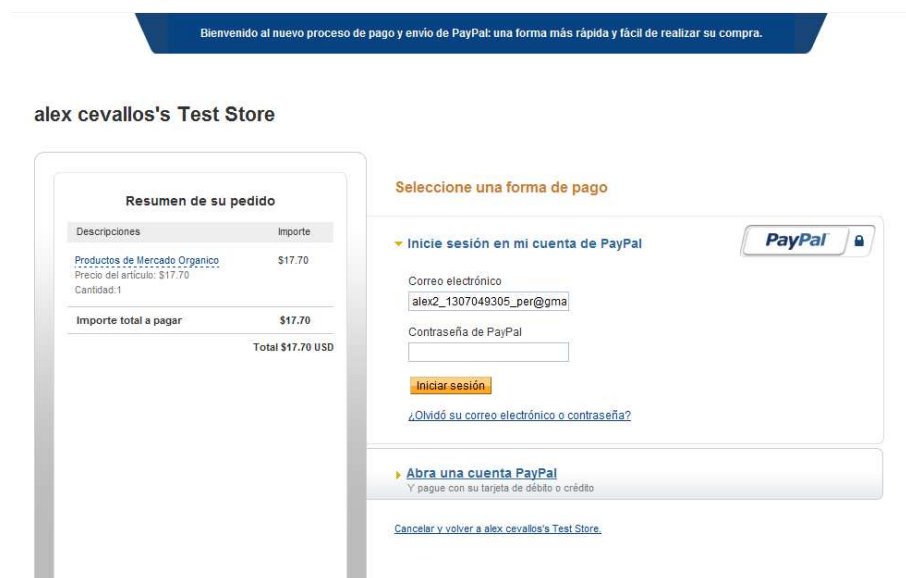 Bienvenido al nuevo proceso de pago y envío de PayPal: una forma más rápida y fácil de realizar su compra.
alex cevallos's Test Store
Resumen de su pedido
Descripciones Importe
Productos de Mercado Organico $17.70
Precio del artículo: $17.70
Cantidad:1
Importe total a pagar $17.70
Total $17.70 USD
Seleccione una forma de pago
Inicie sesión en mi cuenta de PayPal
PayPal
Correo electrónico
alex2_1307049305_per@gma
Contraseña de PayPal
Iniciar sesión
¿Olvidó su correo electrónico o contraseña?
Abra una cuenta PayPal
Y pague con su tarjeta de débito o crédito
Cancelar y volver a alex cevallos's Test Store.